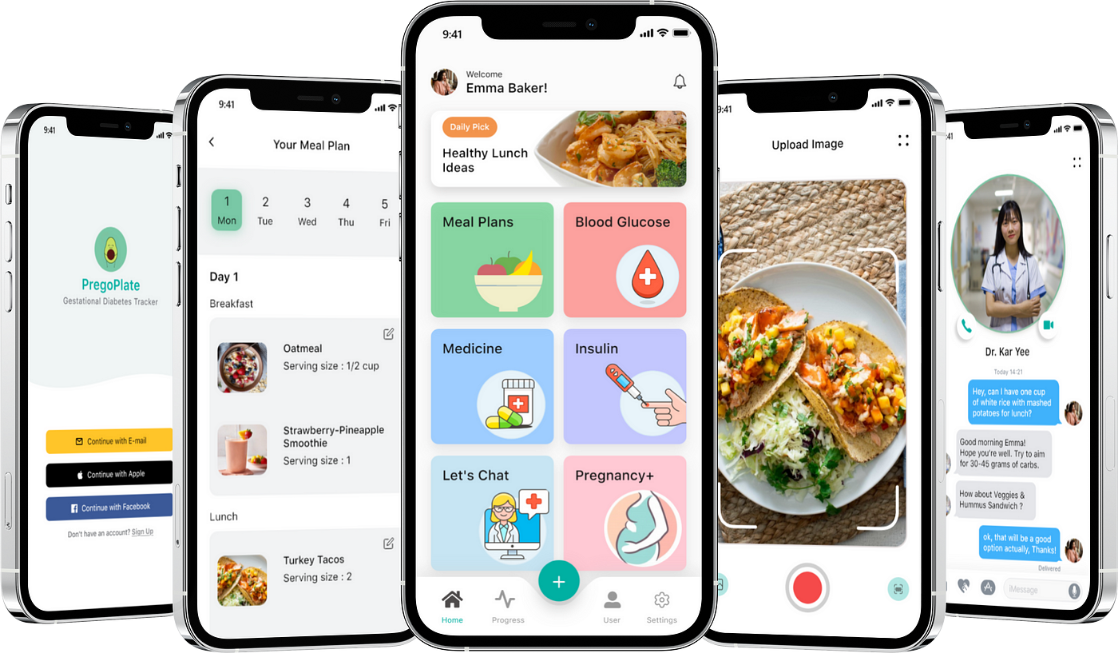 9:41
PregoPlate
Gestational Diabetes Tracker
Continue with E-mail
Continue with Apple
Continue with Facebook
Don't have an account? Sign Up
9:41
Your Meal Plan
1 2 3 4 5
Mon Tue Wed Thu Fri
Day 1
Breakfast
Oatmeal
Serving size : 1/2 cup
Strawberry-Pineapple
Smoothie
Serving size : 1
Lunch
Turkey Tacos
Serving size : 2
9:41
Welcome
Emma Baker!
Daily Pick
Healthy Lunch
Ideas
Meal Plans
Blood Glucose
Medicine
Insulin
Let's Chat
Pregnancy+
+
Home
Progress
User
Settings
9:41
Upload Image
:41
Dr. Kar Yee
Today 14:21
Hey, can I have one cup
of white rice with mashed
potatoes for lunch?
Good morning Emma!
Hope you're well. Try to aim
for 30-45 grams of carbs.
How about Veggies &
Hummus Sandwich ?
ok, that will be a good
option actually, Thanks!
Delivered
iMessage